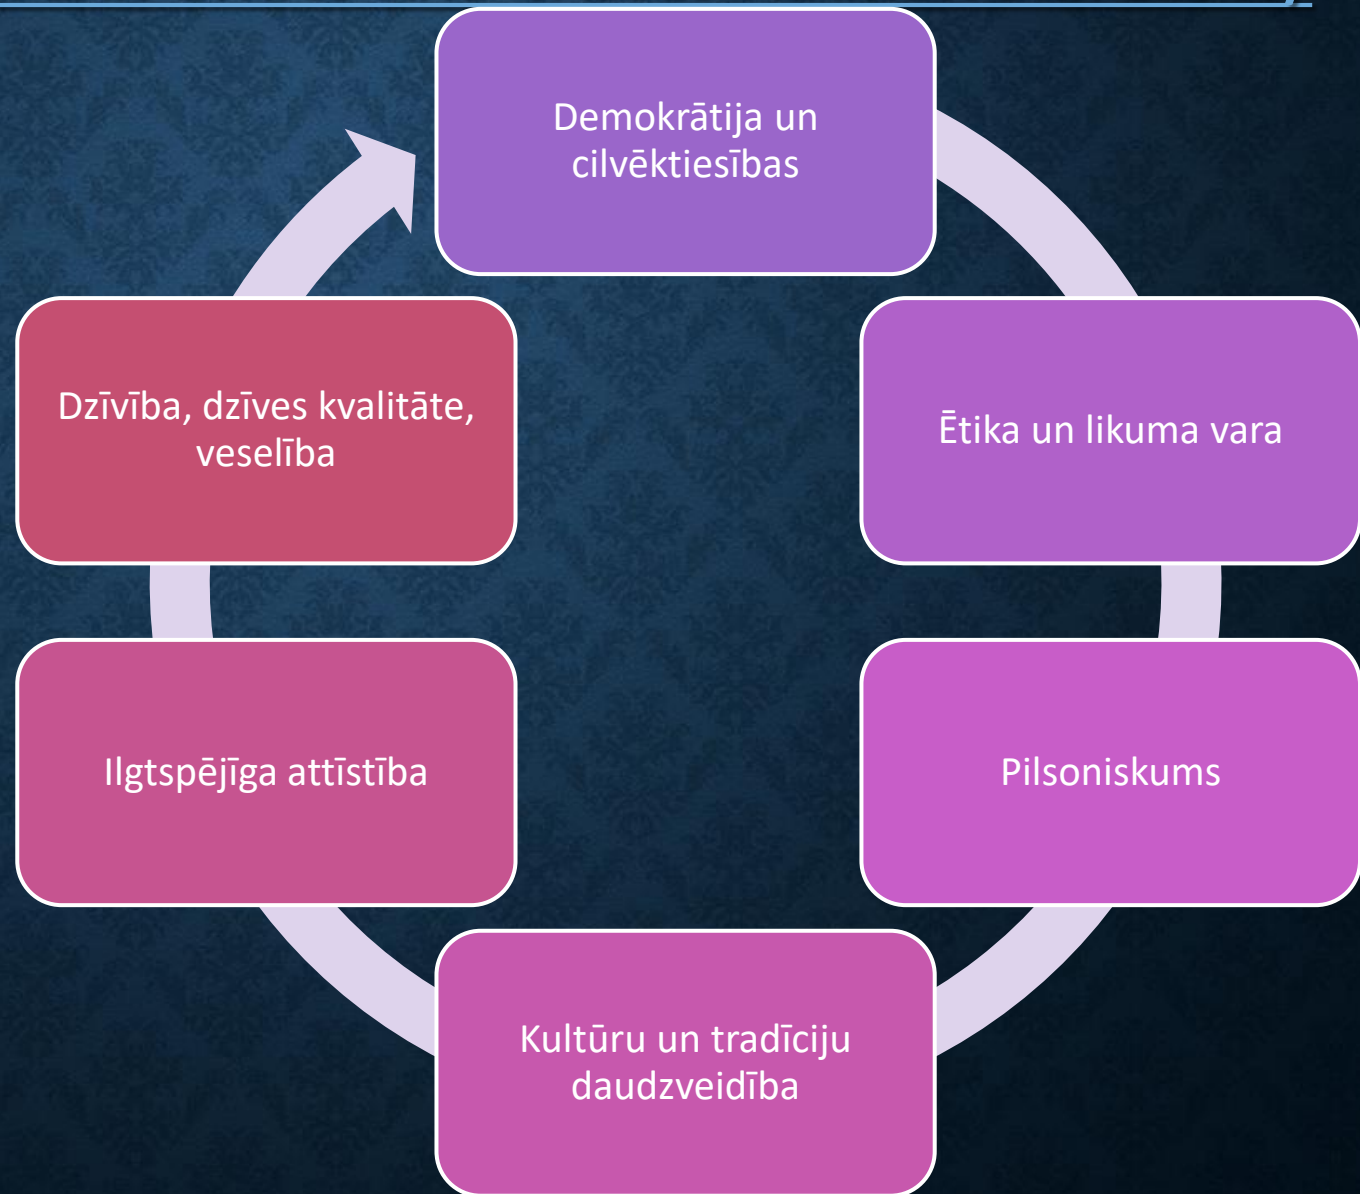 Demokrātija un
cilvēktiesības
Ētika un likuma vara
Pilsoniskums
Kultūru un tradīciju
daudzveidība
Ilgtspējīga attīstība
Dzīvība, dzīves kvalitāte,
veselība